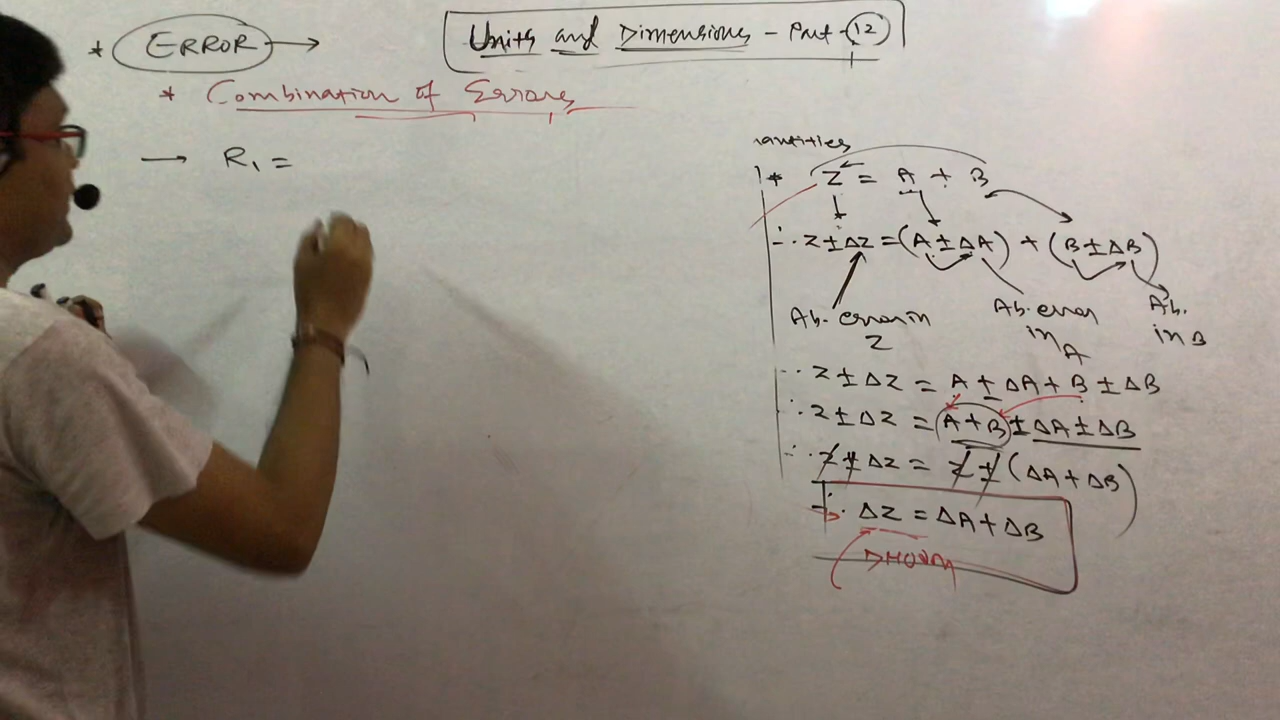 * ERROR →
Units and Dimensions - Part - 12
* Combination of Errors
→ R₁ =
1* Z = A + B
∴ Z ± ΔZ = (A ± ΔA) + (B ± ΔB)
Ab. error in Z
Ab. error in A
Ab. in B
∴ Z ± ΔZ = A ± ΔA + B ± ΔB
∴ Z ± ΔZ = (A + B) ± ΔA ± ΔB
∴ Z ± ΔZ = Z ± (ΔA + ΔB)
∴ ΔZ = ΔA + ΔB